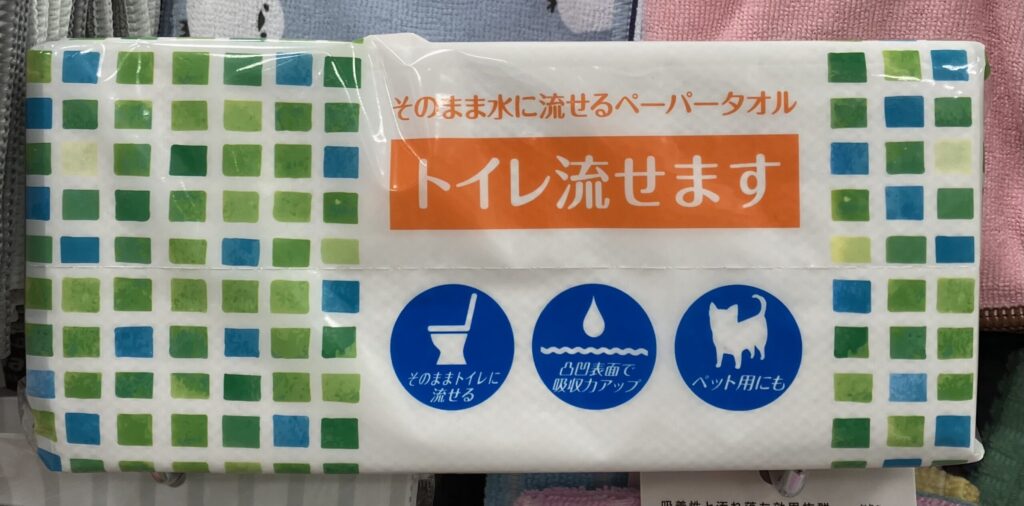 そのまま水に流せるペーパータオル
トイレ流せます
そのままトイレに
流せる
凸凹表面で
吸収力アップ
ペット用にも